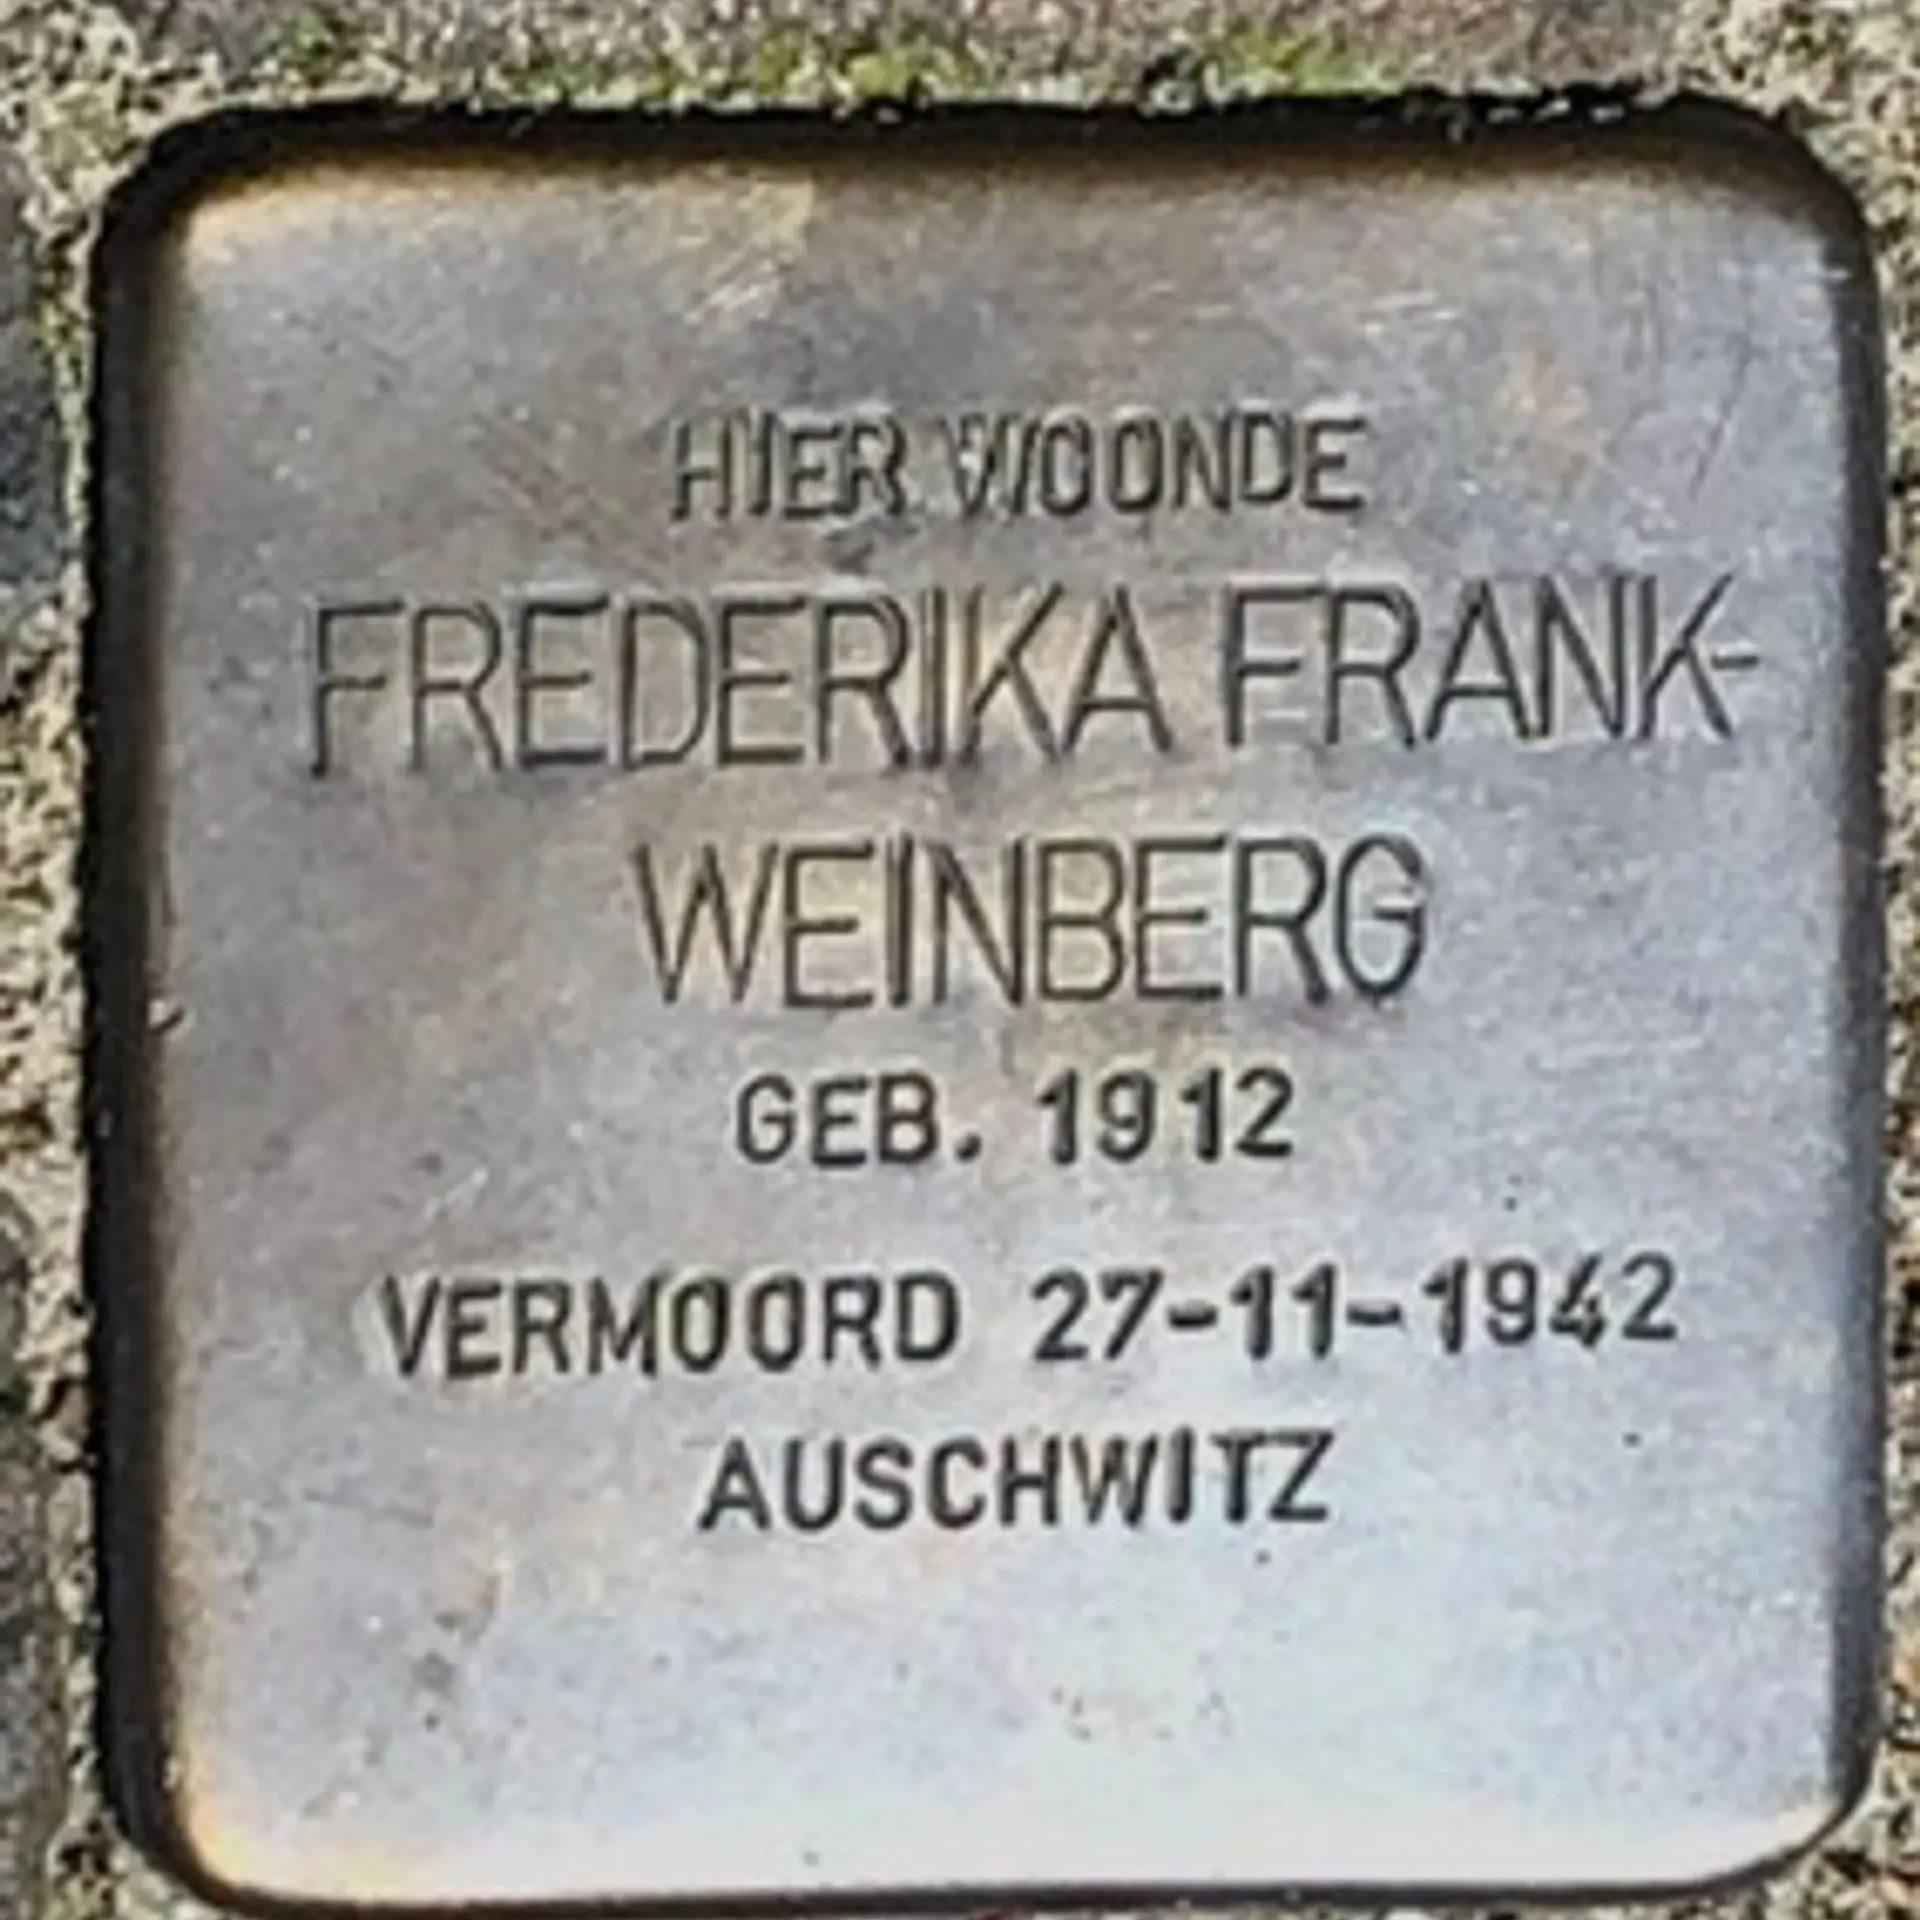 HIER WOONDE
FREDERIKA FRANK-
WEINBERG
GEB. 1912
VERMOORD 27-11-1942
AUSCHWITZ